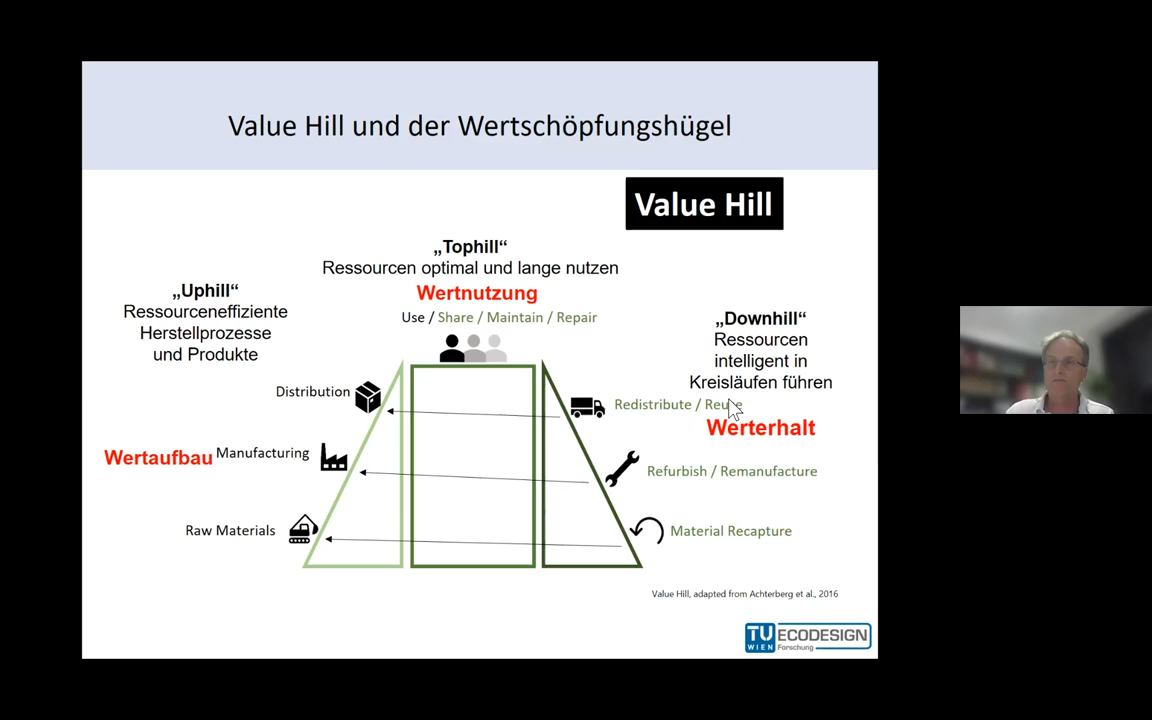 Value Hill und der Wertschöpfungshügel
Value Hill
„Tophill“
Ressourcen optimal und lange nutzen
Wertnutzung
Use / Share / Maintain / Repair
„Uphill“
Ressourceneffiziente
Herstellprozesse
und Produkte
„Downhill“
Ressourcen
intelligent in
Kreisläufen führen
Distribution
Redistribute / Reuse
Werterhalt
Wertaufbau
Manufacturing
Refurbish / Remanufacture
Raw Materials
Material Recapture
Value Hill, adapted from Achterberg et al., 2016
TU
WIEN
ECODESIGN
Forschung